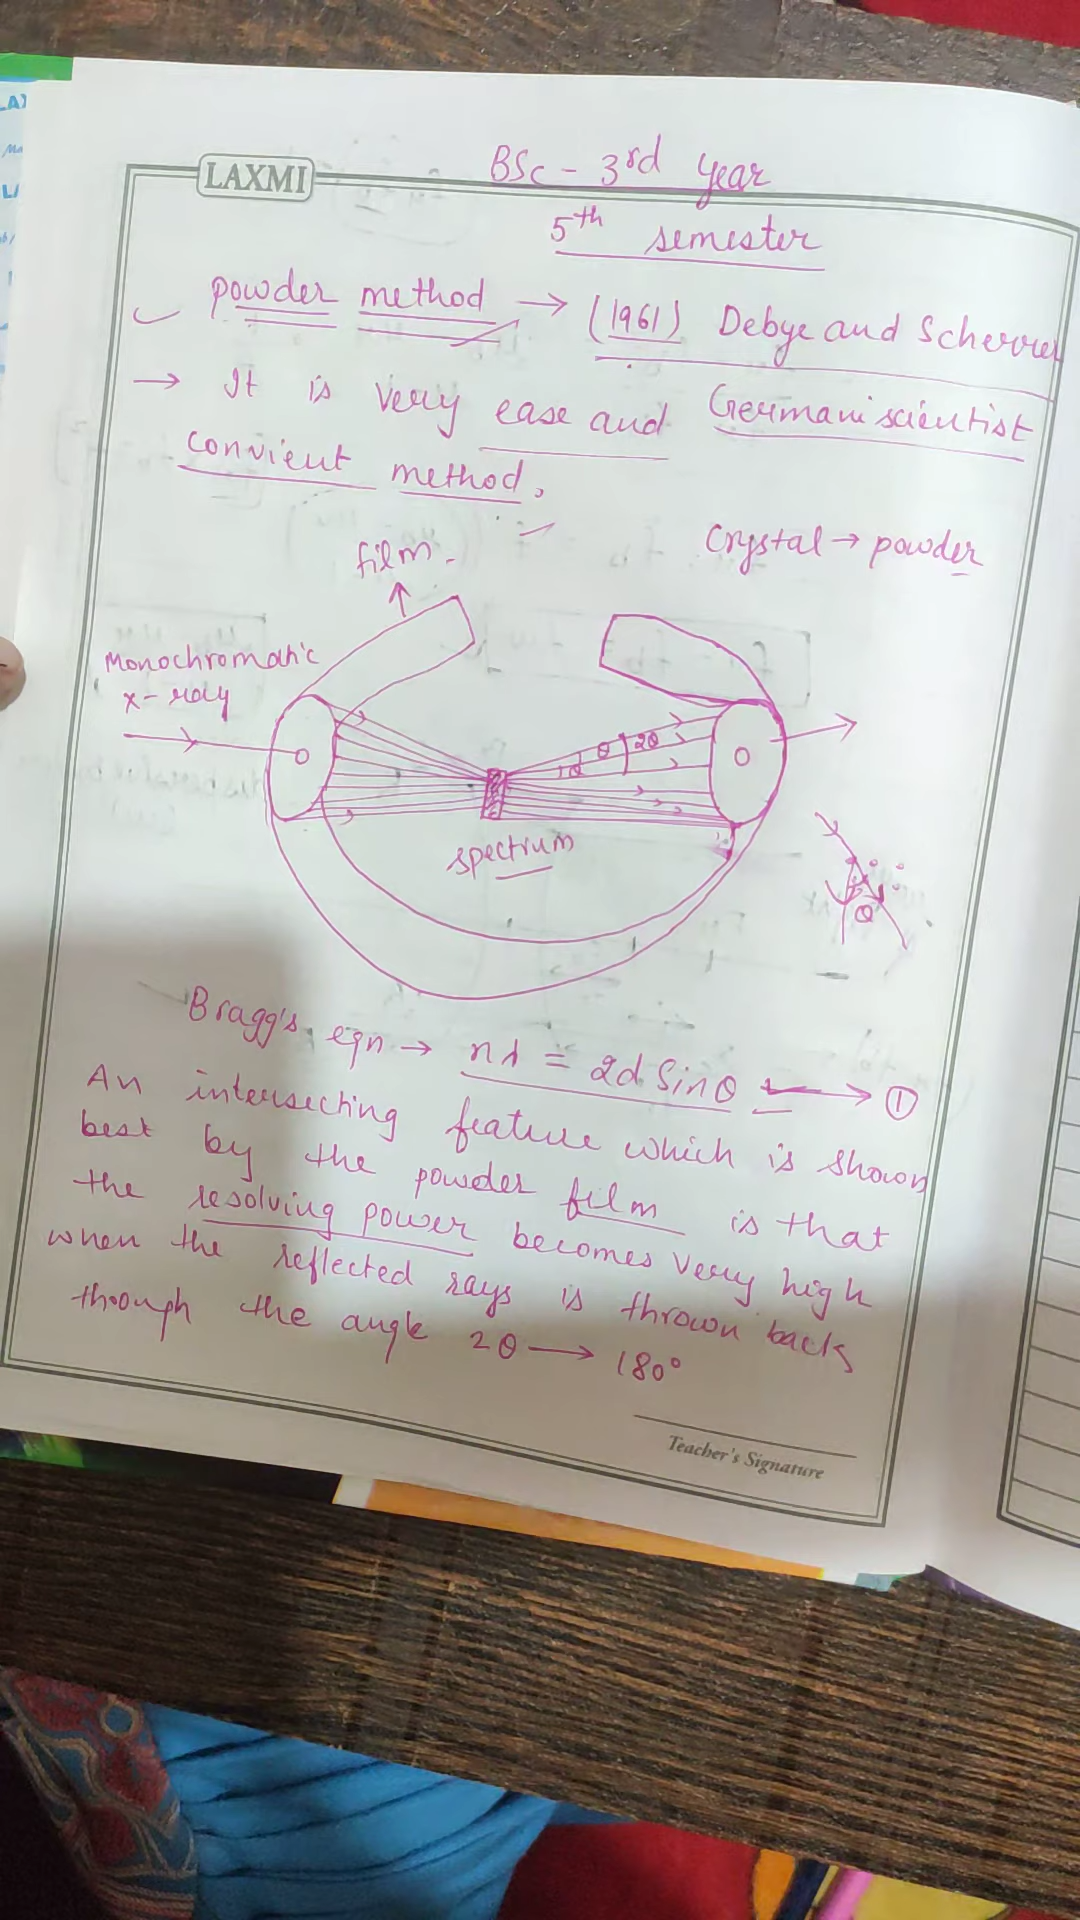 LAXMI
BSc - 3rd year
5th semester
powder method → (1961) Debye and Scherrer
→ It is very ease and Germani scientist
convient method.
Crystal → powder
film.
Monochromatic
x-ray
θ 2θ
spectrum
θ
Bragg's eqn → nλ = 2d Sinθ → ①
An intersecting feature which is shown
best by the powder film is that
the resolving power becomes very high
when the reflected rays is thrown back
though the angle 2θ → 180°
Teacher's Signature